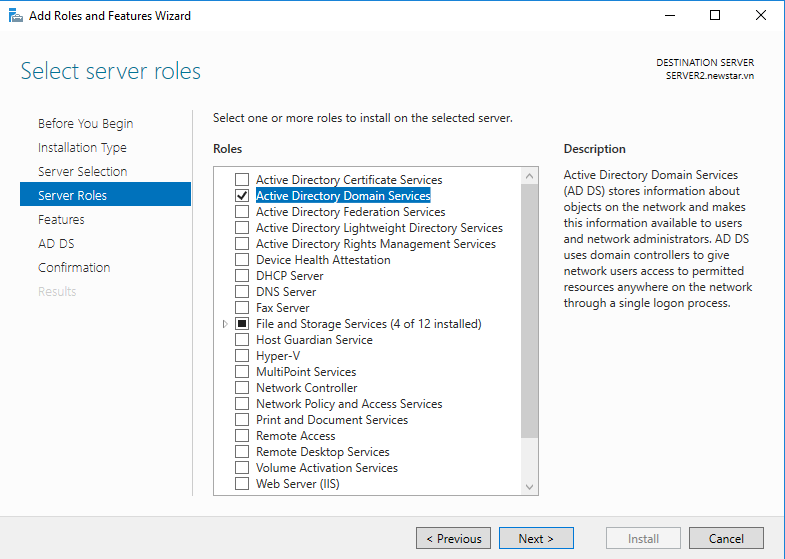 Add Roles and Features Wizard
Select server roles
DESTINATION SERVER
SERVER2.newstar.vn
Before You Begin
Installation Type
Server Selection
Server Roles
Features
AD DS
Confirmation
Results
Select one or more roles to install on the selected server.
Roles
Active Directory Certificate Services
Active Directory Domain Services
Active Directory Federation Services
Active Directory Lightweight Directory Services
Active Directory Rights Management Services
Device Health Attestation
DHCP Server
DNS Server
Fax Server
File and Storage Services (4 of 12 installed)
Host Guardian Service
Hyper-V
MultiPoint Services
Network Controller
Network Policy and Access Services
Print and Document Services
Remote Access
Remote Desktop Services
Volume Activation Services
Web Server (IIS)
Description
Active Directory Domain Services
(AD DS) stores information about
objects on the network and makes
this information available to users
and network administrators. AD DS
uses domain controllers to give
network users access to permitted
resources anywhere on the network
through a single logon process.
< Previous
Next >
Install
Cancel